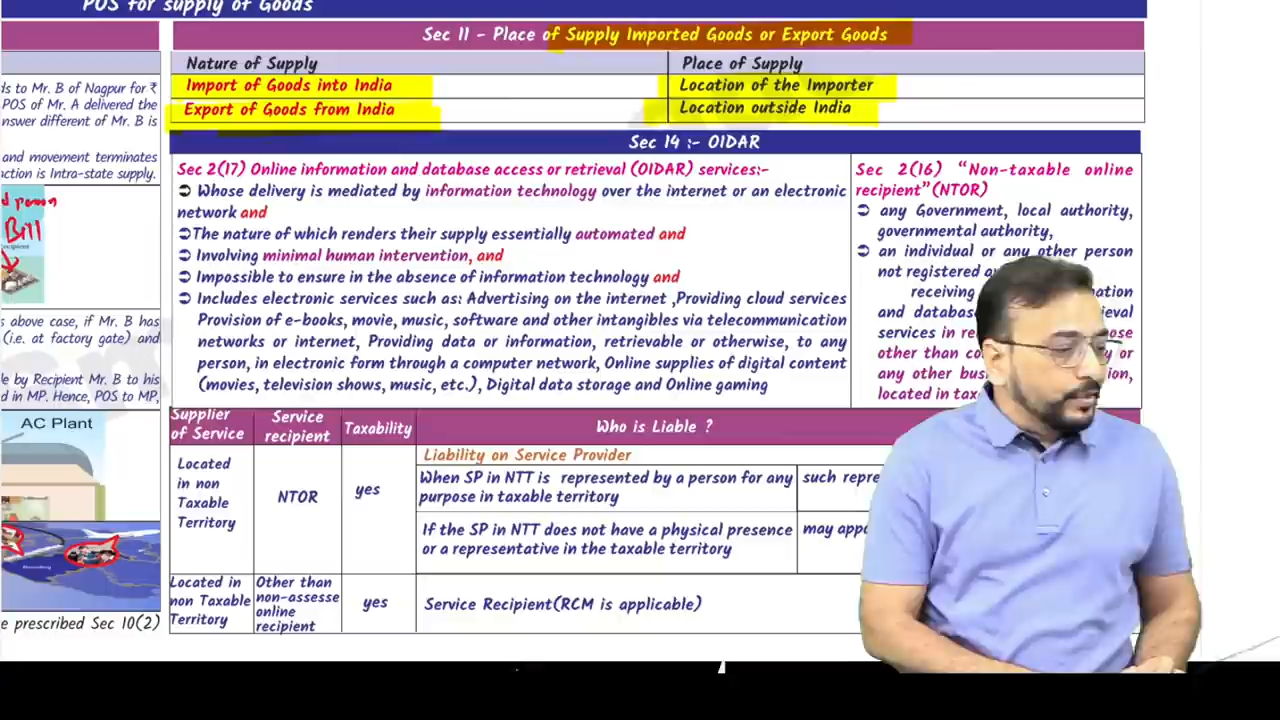 POS for supply of Goods
Sec 11 - Place of Supply Imported Goods or Export Goods
Nature of Supply
Place of Supply
Import of Goods into India
Location of the Importer
Export of Goods from India
Location outside India
ds to Mr. B of Nagpur for ₹
POS of Mr. A delivered the
nswer different of Mr. B is
and movement terminates
ction is Intra-state supply.
d person
Bill
s above case, if Mr. B has
(i.e. at factory gate) and
le by Recipient Mr. B to his
d in MP. Hence, POS to MP,
AC Plant
e prescribed Sec 10(2)
Sec 14 :- OIDAR
Sec 2(17) Online information and database access or retrieval (OIDAR) services:-
➲ Whose delivery is mediated by information technology over the internet or an electronic
network and
➲The nature of which renders their supply essentially automated and
➲Involving minimal human intervention, and
➲Impossible to ensure in the absence of information technology and
➲ Includes electronic services such as: Advertising on the internet ,Providing cloud services
Provision of e-books, movie, music, software and other intangibles via telecommunication
networks or internet, Providing data or information, retrievable or otherwise, to any
person, in electronic form through a computer network, Online supplies of digital content
(movies, television shows, music, etc.), Digital data storage and Online gaming
Sec 2(16) “Non-taxable online
recipient”(NTOR)
➲ any Government, local authority,
governmental authority,
➲ an individual or any other person
not registered
receiving
and databas
services in re
other than co
any other bus
located in tax
Supplier
of Service
Service
recipient
Taxability
Who is Liable ?
Located
in non
Taxable
Territory
NTOR
yes
Liability on Service Provider
When SP in NTT is represented by a person for any
purpose in taxable territory
such repre
If the SP in NTT does not have a physical presence
or a representative in the taxable territory
may appo
Located in
non Taxable
Territory
Other than
non-assesse
online
recipient
yes
Service Recipient(RCM is applicable)